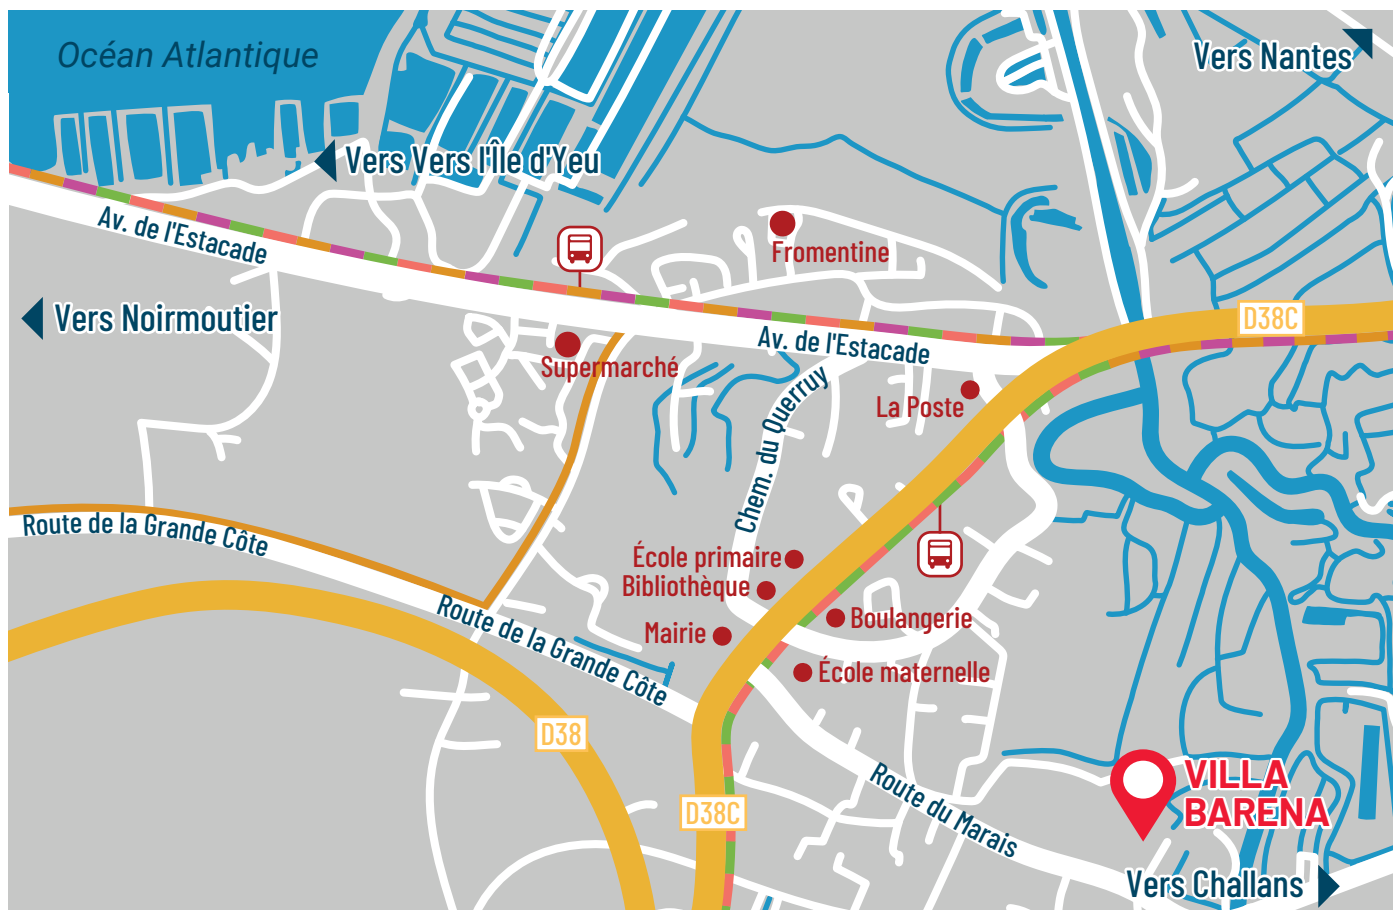 Océan Atlantique
Vers Nantes
Vers Vers l'Île d'Yeu
Av. de l'Estacade
Fromentine
Vers Noirmoutier
D38C
Av. de l'Estacade
Supermarché
La Poste
Chem. du Querruy
Route de la Grande Côte
École primaire
Bibliothèque
Boulangerie
Mairie
Route de la Grande Côte
École maternelle
D38
D38C
Route du Marais
VILLA
BARENA
Vers Challans